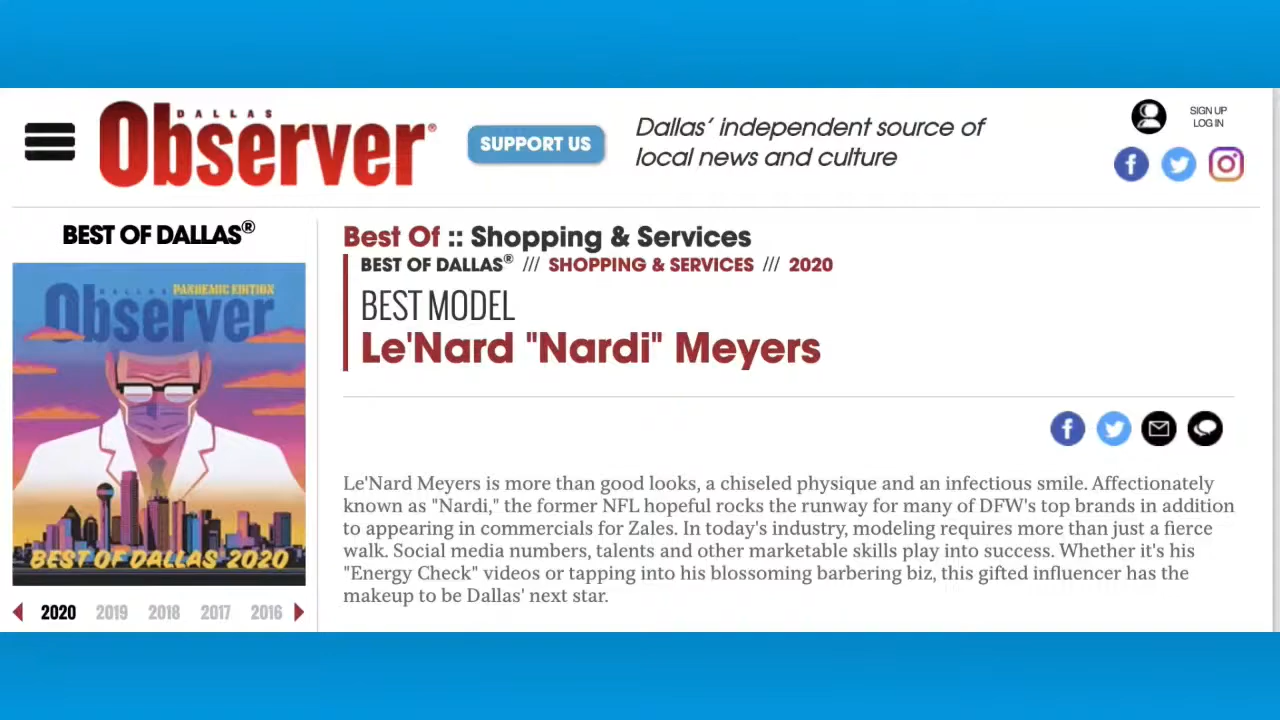 DALLAS
Observer®
SUPPORT US
Dallas' independent source of
local news and culture
SIGN UP
LOG IN
BEST OF DALLAS®
DALLAS PANDEMIC EDITION
Observer
BEST OF DALLAS 2020
2020 2019 2018 2017 2016
Best Of :: Shopping & Services
BEST OF DALLAS® /// SHOPPING & SERVICES /// 2020
BEST MODEL
Le'Nard "Nardi" Meyers
Le'Nard Meyers is more than good looks, a chiseled physique and an infectious smile. Affectionately
known as "Nardi," the former NFL hopeful rocks the runway for many of DFW's top brands in addition
to appearing in commercials for Zales. In today's industry, modeling requires more than just a fierce
walk. Social media numbers, talents and other marketable skills play into success. Whether it's his
"Energy Check" videos or tapping into his blossoming barbering biz, this gifted influencer has the
makeup to be Dallas' next star.